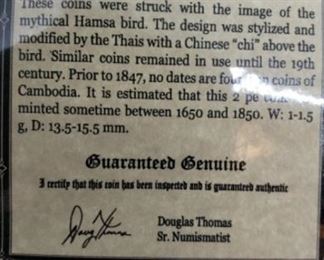 These coins were struck with the image of the
mythical Hamsa bird. The design was stylized and
modified by the Thais with a Chinese “chi” above the
bird. Similar coins remained in use until the 19th
century. Prior to 1847, no dates are coins of
Cambodia. It is estimated that this 2 pe
minted sometime between 1650 and 1850. W: 1-1.5
g, D: 13.5-15.5 mm.
Guaranteed Genuine
I certify that this coin has been inspected and is guaranteed authentic
Doug Thomas
Douglas Thomas
Sr. Numismatist